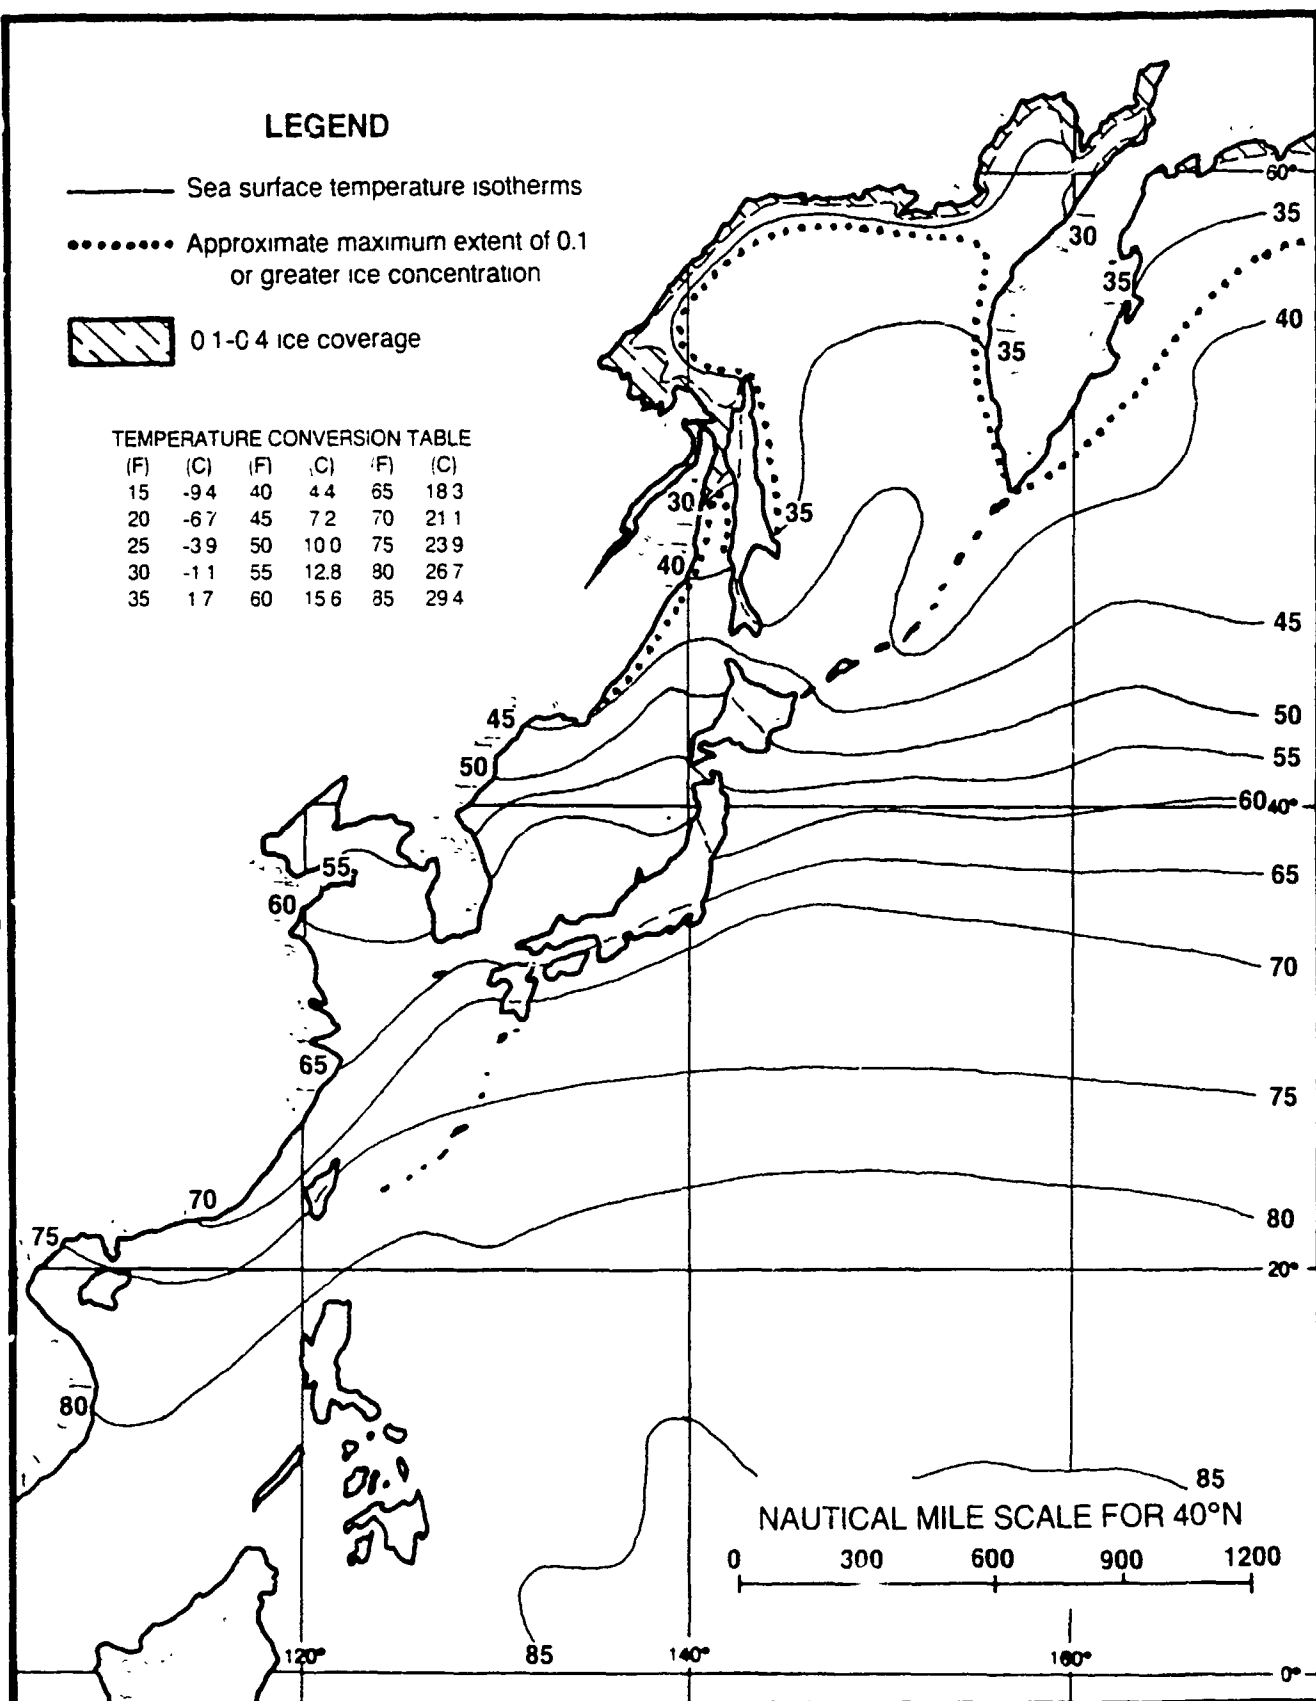 LEGEND
Sea surface temperature isotherms
Approximate maximum extent of 0.1
or greater ice concentration
0 1-0 4 ice coverage
TEMPERATURE CONVERSION TABLE
(F) (C) (F) (C) (F) (C)
15 -9 4 40 4 4 65 18 3
20 -6 7 45 7 2 70 21 1
25 -3 9 50 10 0 75 23 9
30 -1 1 55 12.8 80 26 7
35 1 7 60 15 6 85 29 4
60°
35
30
35
40
35
30
35
40
45
45
50
50
55
60 40°
55
65
60
70
65
75
70
80
75
20°
80
85
NAUTICAL MILE SCALE FOR 40°N
0 300 600 900 1200
120° 85 140° 160° 0°